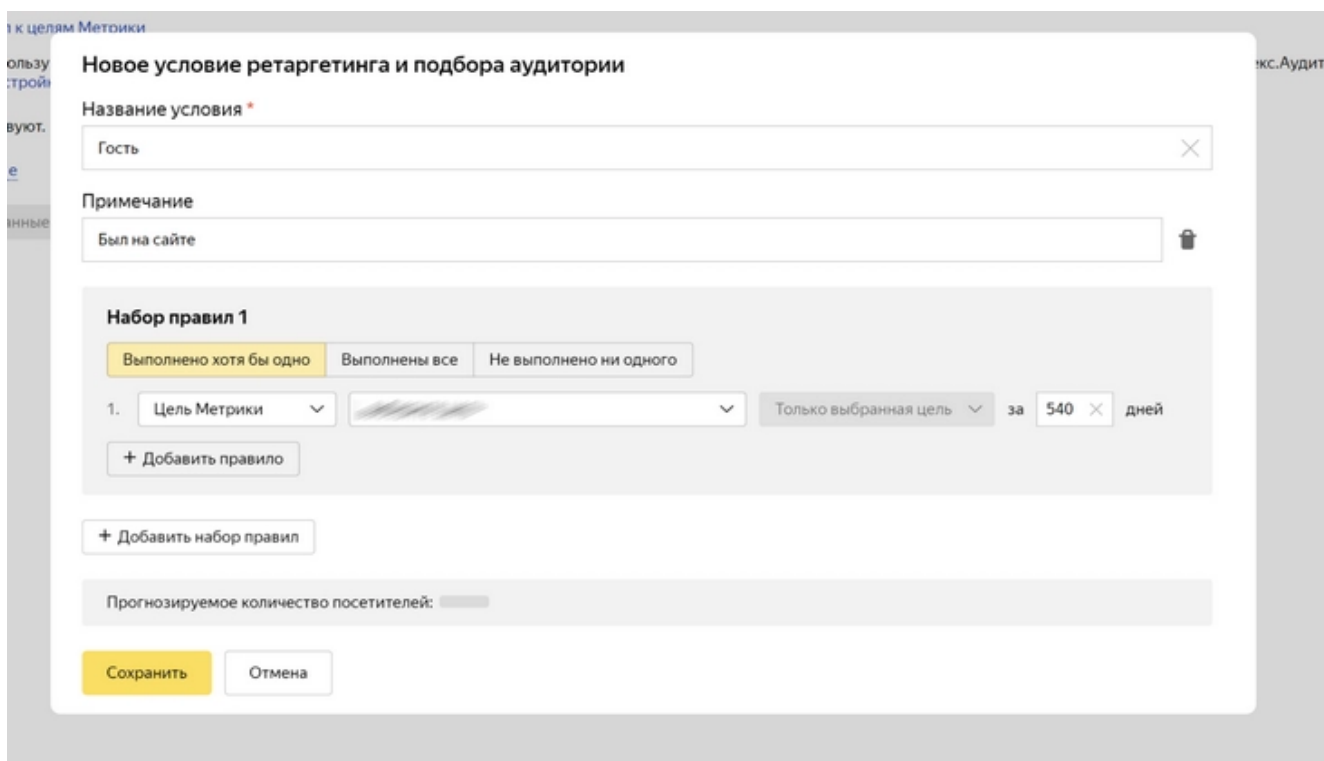 к целям Метрики
Новое условие ретаргетинга и подбора аудитории
Название условия *
Гость
Примечание
Был на сайте
Набор правил 1
Выполнено хотя бы одно Выполнены все Не выполнено ни одного
1. Цель Метрики Только выбранная цель за 540 дней
+ Добавить правило
+ Добавить набор правил
Прогнозируемое количество посетителей:
Сохранить Отмена